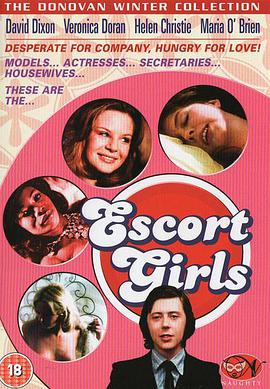 THE DONOVAN WINTER COLLECTION
David Dixon Veronica Doran Helen Christie Maria O' Brien
DESPERATE FOR COMPANY, HUNGRY FOR LOVE!
MODELS... ACTRESSES... SECRETARIES...
HOUSEWIVES...
THESE ARE
THE...
Escort
Girls
18
NAUGHTY